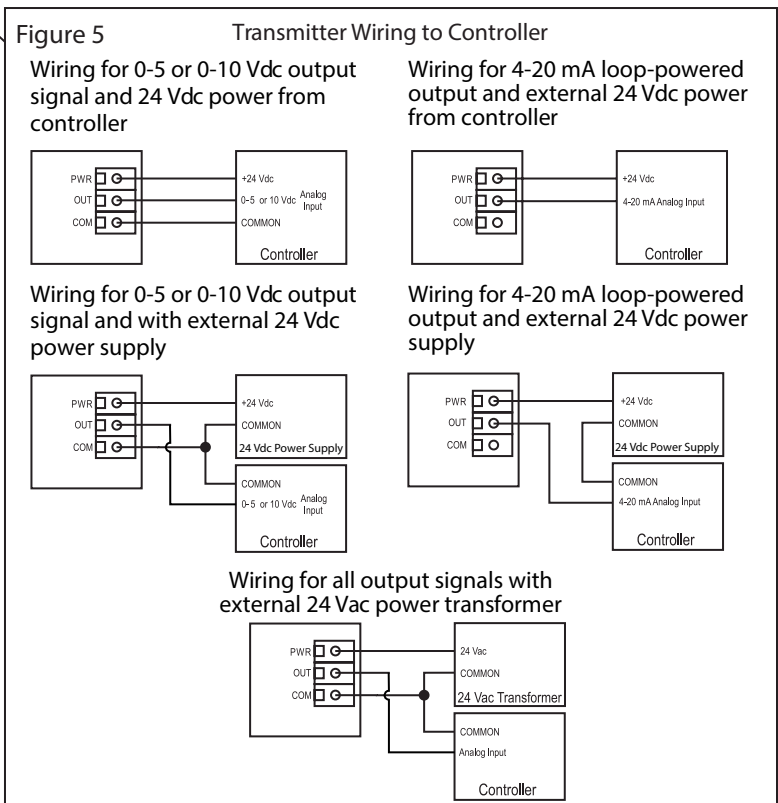 Figure 5
Transmitter Wiring to Controller
Wiring for 0-5 or 0-10 Vdc output
signal and 24 Vdc power from
controller
PWR
OUT
COM
+24 Vdc
0-5 or 10 Vdc Analog
Input
COMMON
Controller
Wiring for 4-20 mA loop-powered
output and external 24 Vdc power
from controller
PWR
OUT
COM
+24 Vdc
4-20 mA Analog Input
Controller
Wiring for 0-5 or 0-10 Vdc output
signal and with external 24 Vdc
power supply
PWR
OUT
COM
+24 Vdc
COMMON
24 Vdc Power Supply
COMMON
0-5 or 10 Vdc Analog
Input
Controller
Wiring for 4-20 mA loop-powered
output and external 24 Vdc power
supply
PWR
OUT
COM
+24 Vdc
COMMON
24 Vdc Power Supply
COMMON
4-20 mA Analog Input
Controller
Wiring for all output signals with
external 24 Vac power transformer
PWR
OUT
COM
24 Vac
COMMON
24 Vac Transformer
COMMON
Analog Input
Controller